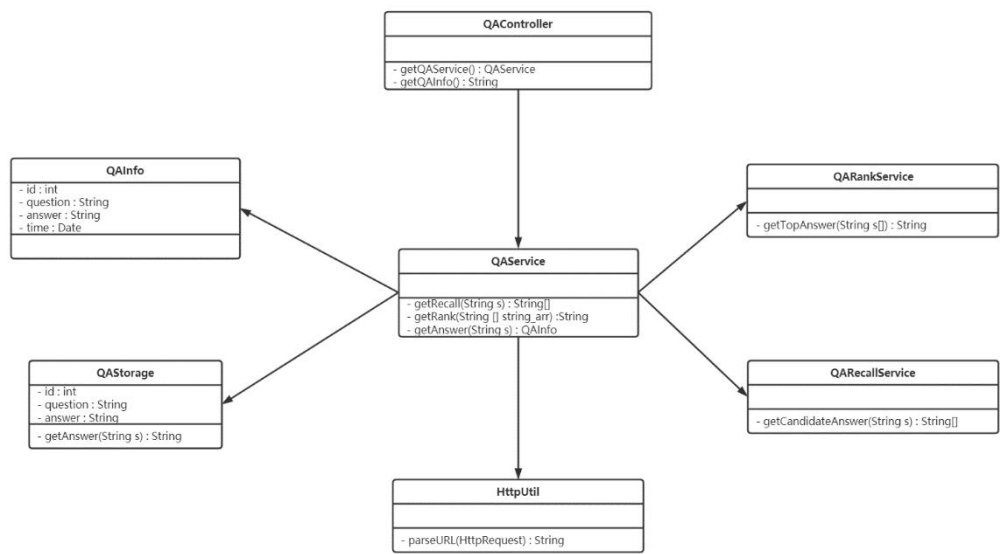 QAController
- getQAService() : QAService
- getQAInfo() : String
QAInfo
- id : int
- question : String
- answer : String
- time : Date
QARankService
- getTopAnswer(String s[]) : String
QAService
- getRecall(String s) : String[]
- getRank(String [] string_arr) :String
- getAnswer(String s) : QAInfo
QAStorage
- id : int
- question : String
- answer : String
- getAnswer(String s) : String
QARecallService
- getCandidateAnswer(String s) : String[]
HttpUtil
- parseURL(HttpRequest) : String